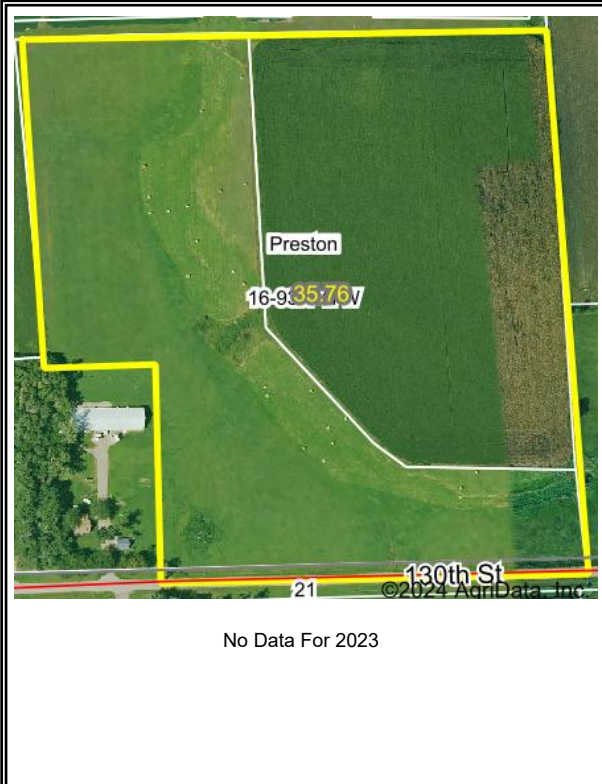 Preston
35.76
130th St
21
©2024 AgriData, Inc
No Data For 2023